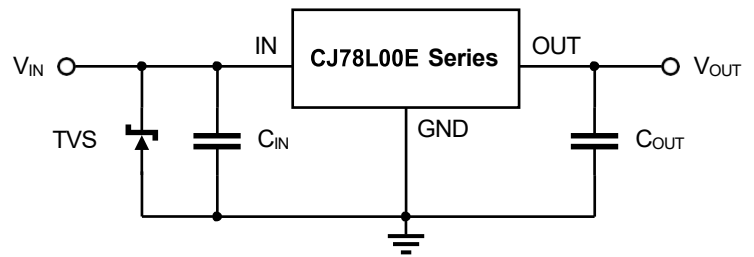 CJ78L00E Series
IN
OUT
VIN
VOUT
TVS
CIN
GND
COUT